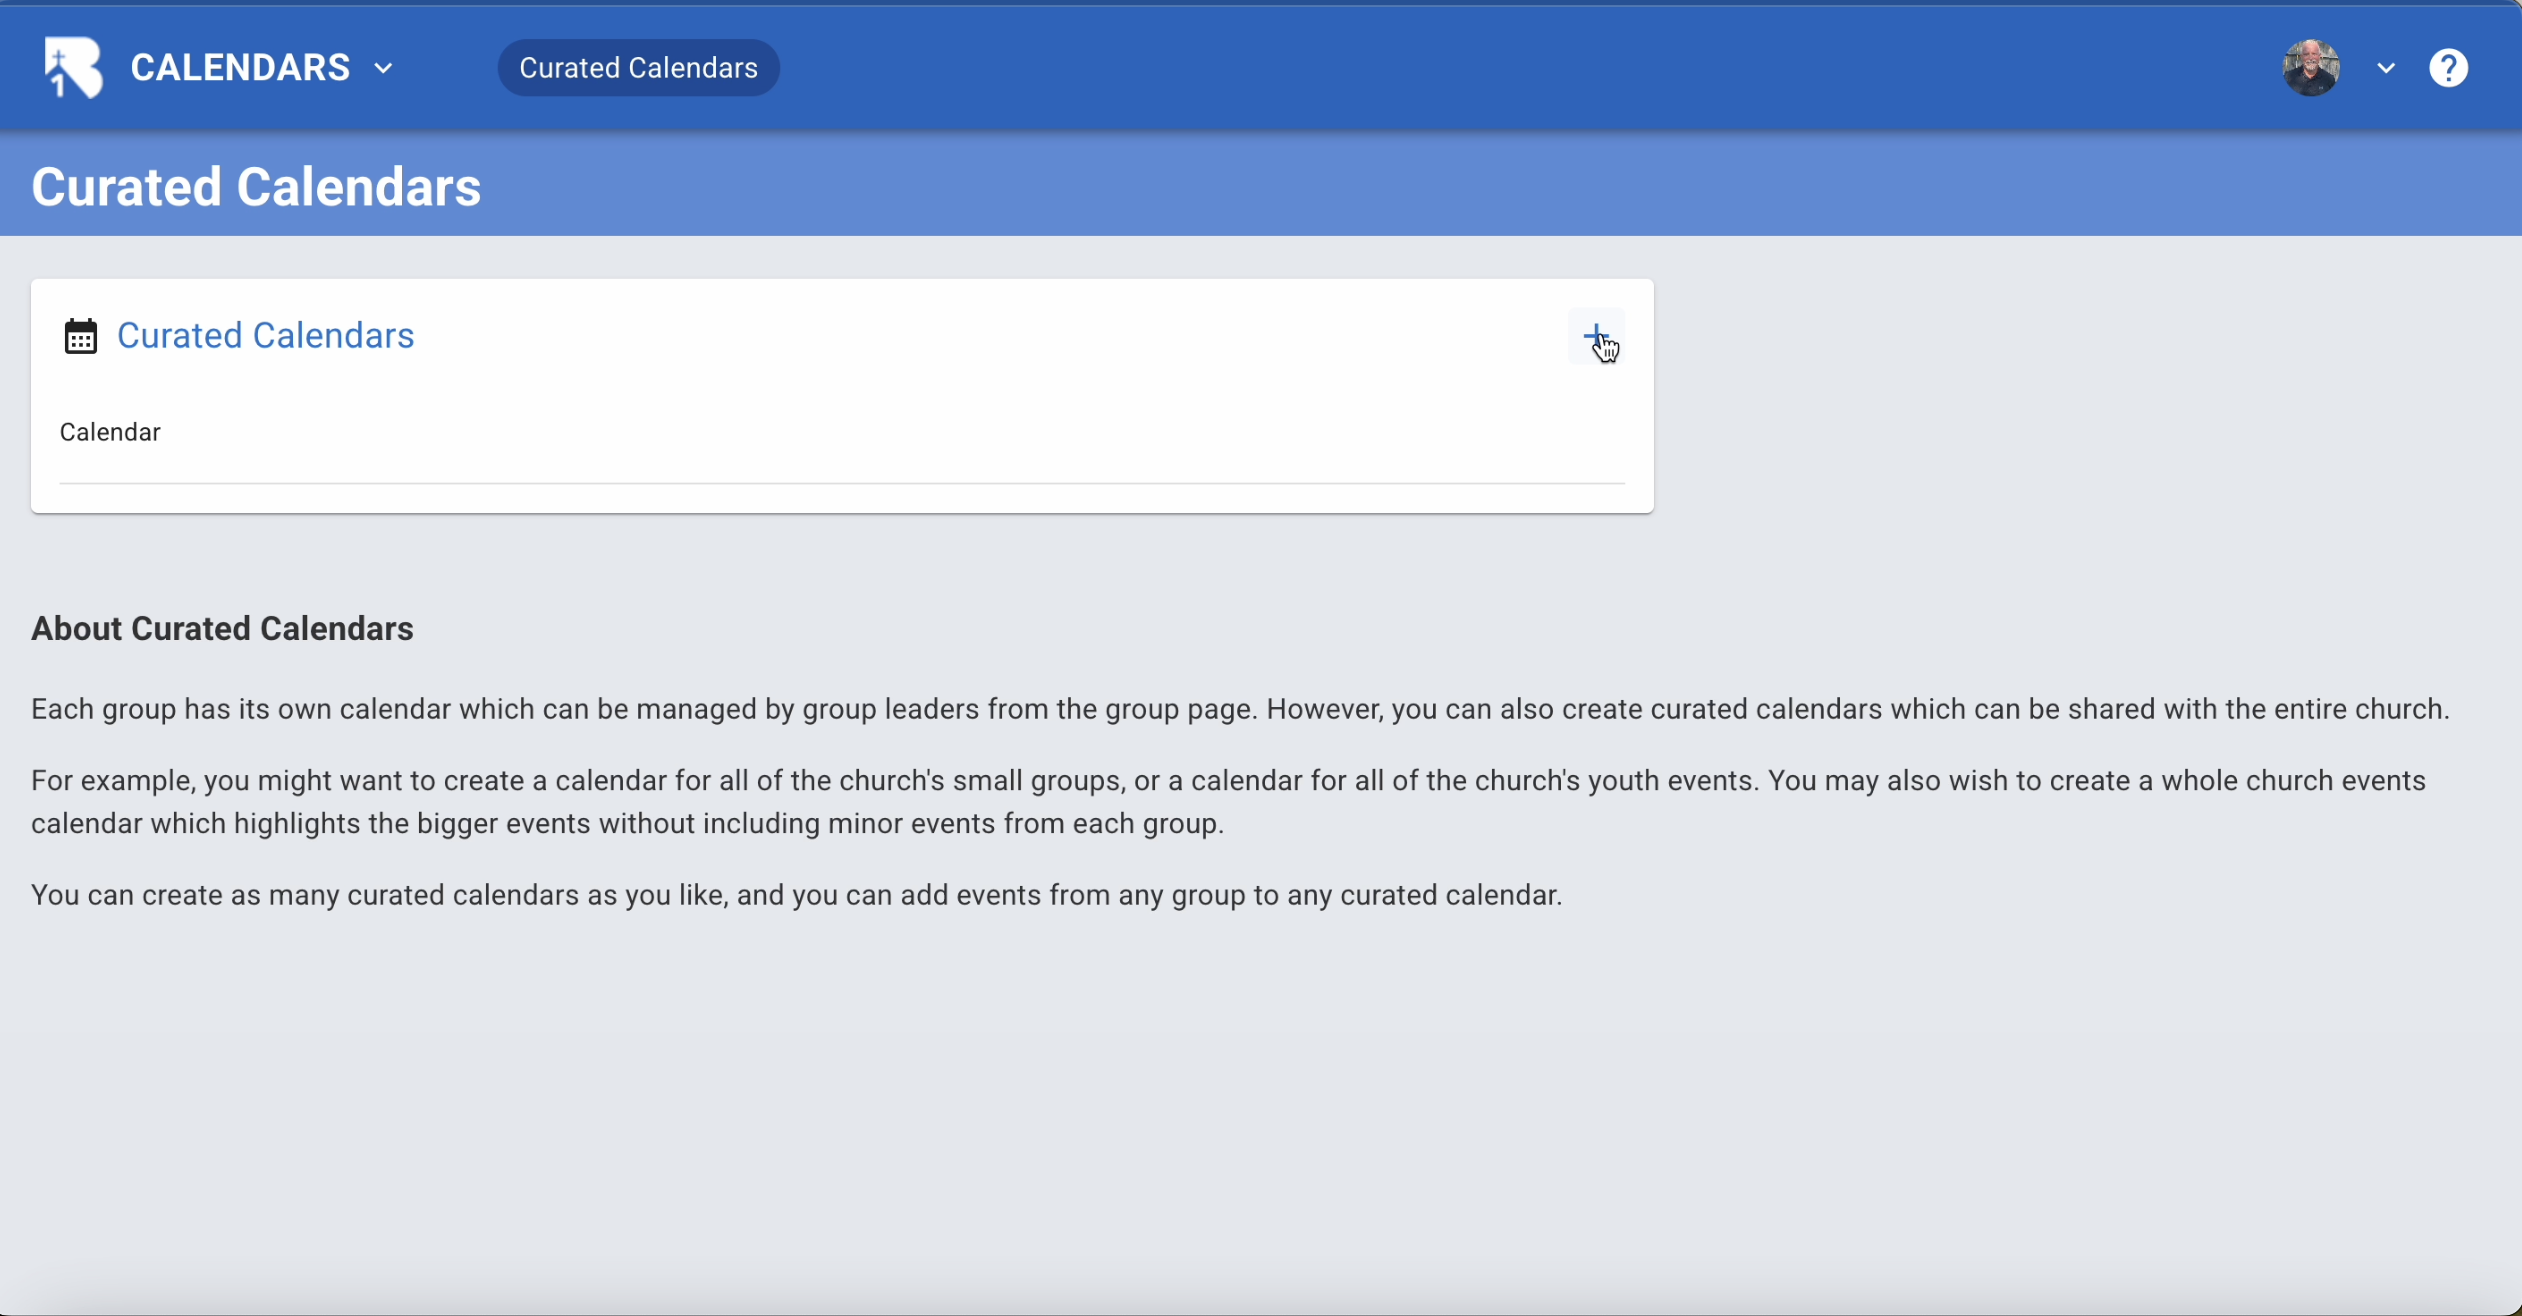 CALENDARS
Curated Calendars
?
Curated Calendars
Curated Calendars
Calendar
About Curated Calendars
Each group has its own calendar which can be managed by group leaders from the group page. However, you can also create curated calendars which can be shared with the entire church.
For example, you might want to create a calendar for all of the church's small groups, or a calendar for all of the church's youth events. You may also wish to create a whole church events
calendar which highlights the bigger events without including minor events from each group.
You can create as many curated calendars as you like, and you can add events from any group to any curated calendar.